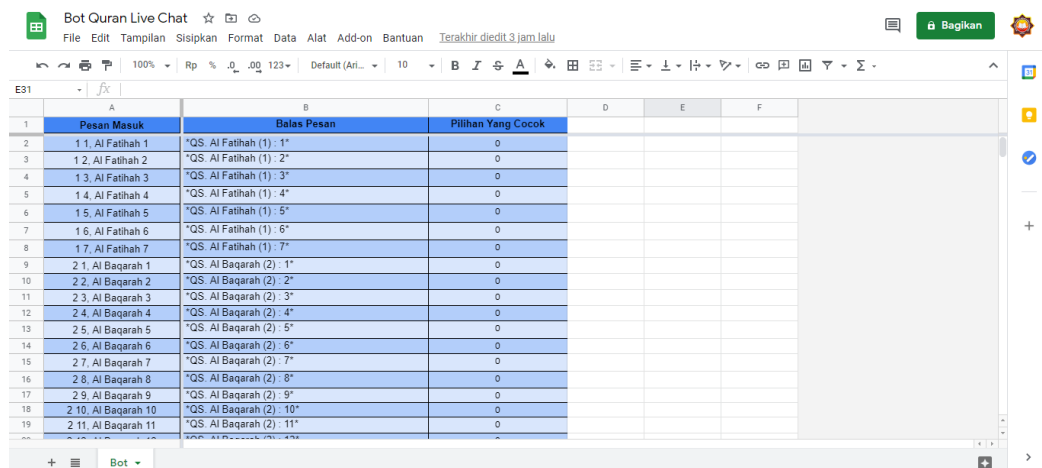 Bot Quran Live Chat
File Edit Tampilan Sisipkan Format Data Alat Add-on Bantuan Terakhir diedit 3 jam lalu
Bagikan
100% Rp % .0 .00 123 Default (Ari... 10 B I S A
31
E31 fx
A B C D E F
1 Pesan Masuk Balas Pesan Pilihan Yang Cocok
2 1 1, Al Fatihah 1 *QS. Al Fatihah (1) : 1* 0
3 1 2, Al Fatihah 2 *QS. Al Fatihah (1) : 2* 0
4 1 3, Al Fatihah 3 *QS. Al Fatihah (1) : 3* 0
5 1 4, Al Fatihah 4 *QS. Al Fatihah (1) : 4* 0
6 1 5, Al Fatihah 5 *QS. Al Fatihah (1) : 5* 0
7 1 6, Al Fatihah 6 *QS. Al Fatihah (1) : 6* 0
8 1 7, Al Fatihah 7 *QS. Al Fatihah (1) : 7* 0
9 2 1, Al Baqarah 1 *QS. Al Baqarah (2) : 1* 0
10 2 2, Al Baqarah 2 *QS. Al Baqarah (2) : 2* 0
11 2 3, Al Baqarah 3 *QS. Al Baqarah (2) : 3* 0
12 2 4, Al Baqarah 4 *QS. Al Baqarah (2) : 4* 0
13 2 5, Al Baqarah 5 *QS. Al Baqarah (2) : 5* 0
14 2 6, Al Baqarah 6 *QS. Al Baqarah (2) : 6* 0
15 2 7, Al Baqarah 7 *QS. Al Baqarah (2) : 7* 0
16 2 8, Al Baqarah 8 *QS. Al Baqarah (2) : 8* 0
17 2 9, Al Baqarah 9 *QS. Al Baqarah (2) : 9* 0
18 2 10, Al Baqarah 10 *QS. Al Baqarah (2) : 10* 0
19 2 11, Al Baqarah 11 *QS. Al Baqarah (2) : 11* 0
Bot